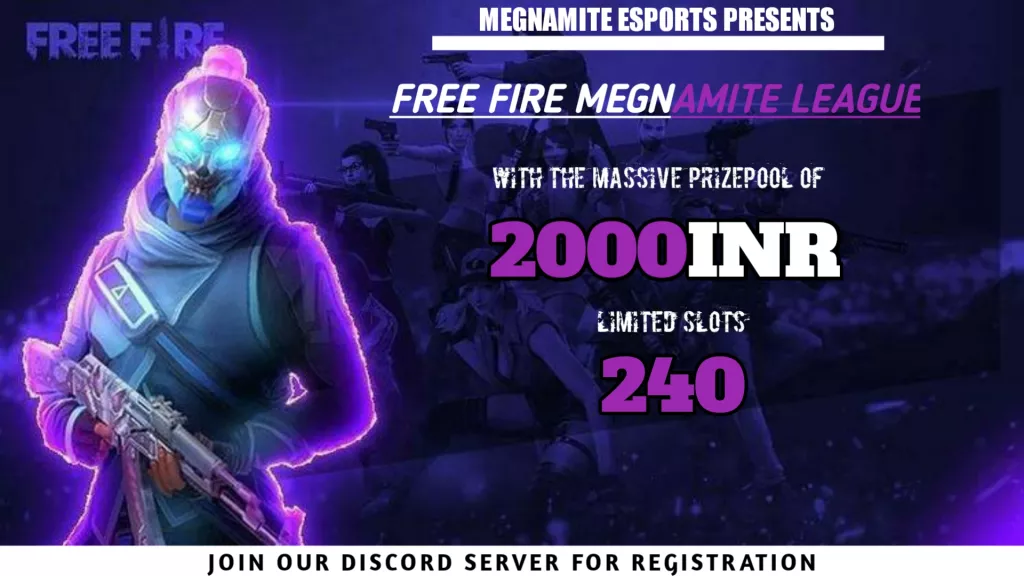 MEGNAMITE ESPORTS PRESENTS
FREE FIRE
FREE FIRE MEGNAMITE LEAGUE
WITH THE MASSIVE PRIZEPOOL OF
2000INR
LIMITED SLOTS
240
JOIN OUR DISCORD SERVER FOR REGISTRATION